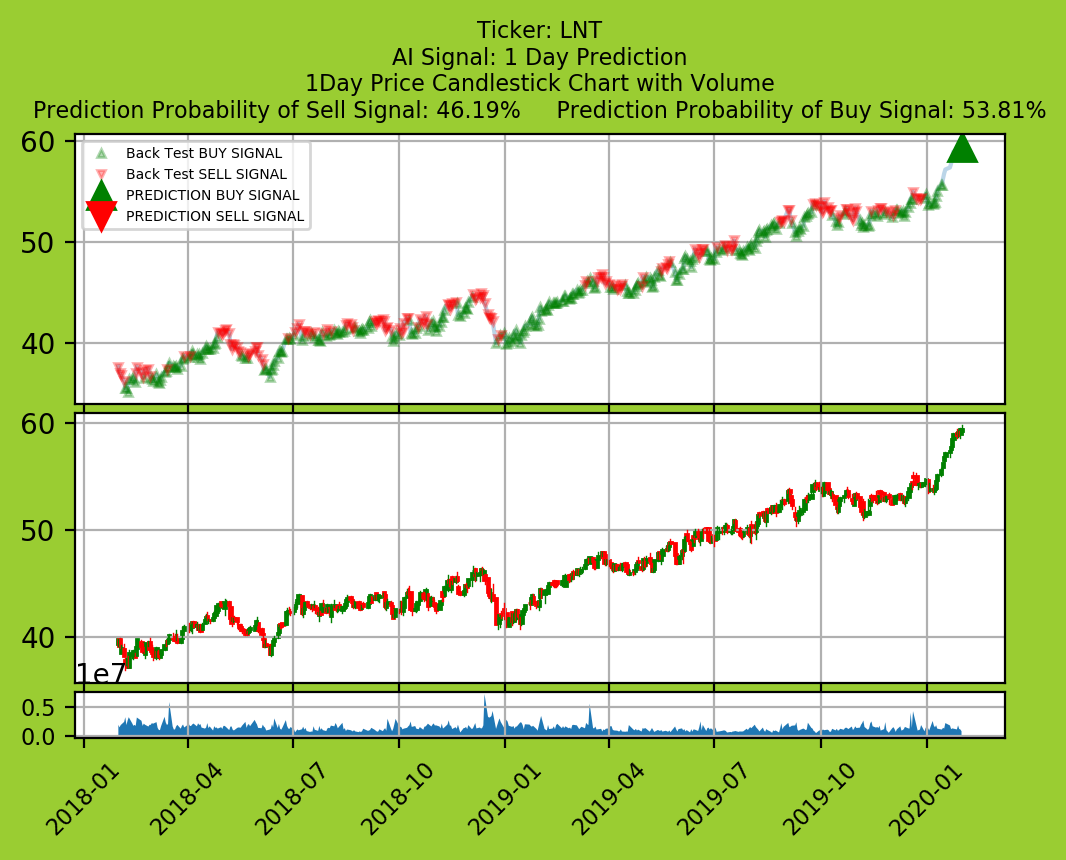 Ticker: LNT
AI Signal: 1 Day Prediction
1Day Price Candlestick Chart with Volume
Prediction Probability of Sell Signal: 46.19%     Prediction Probability of Buy Signal: 53.81%
60
50
40
Back Test BUY SIGNAL
Back Test SELL SIGNAL
PREDICTION BUY SIGNAL
PREDICTION SELL SIGNAL
60
50
40
1e7
0.5
0.0
2018-01
2018-04
2018-07
2018-10
2019-01
2019-04
2019-07
2019-10
2020-01